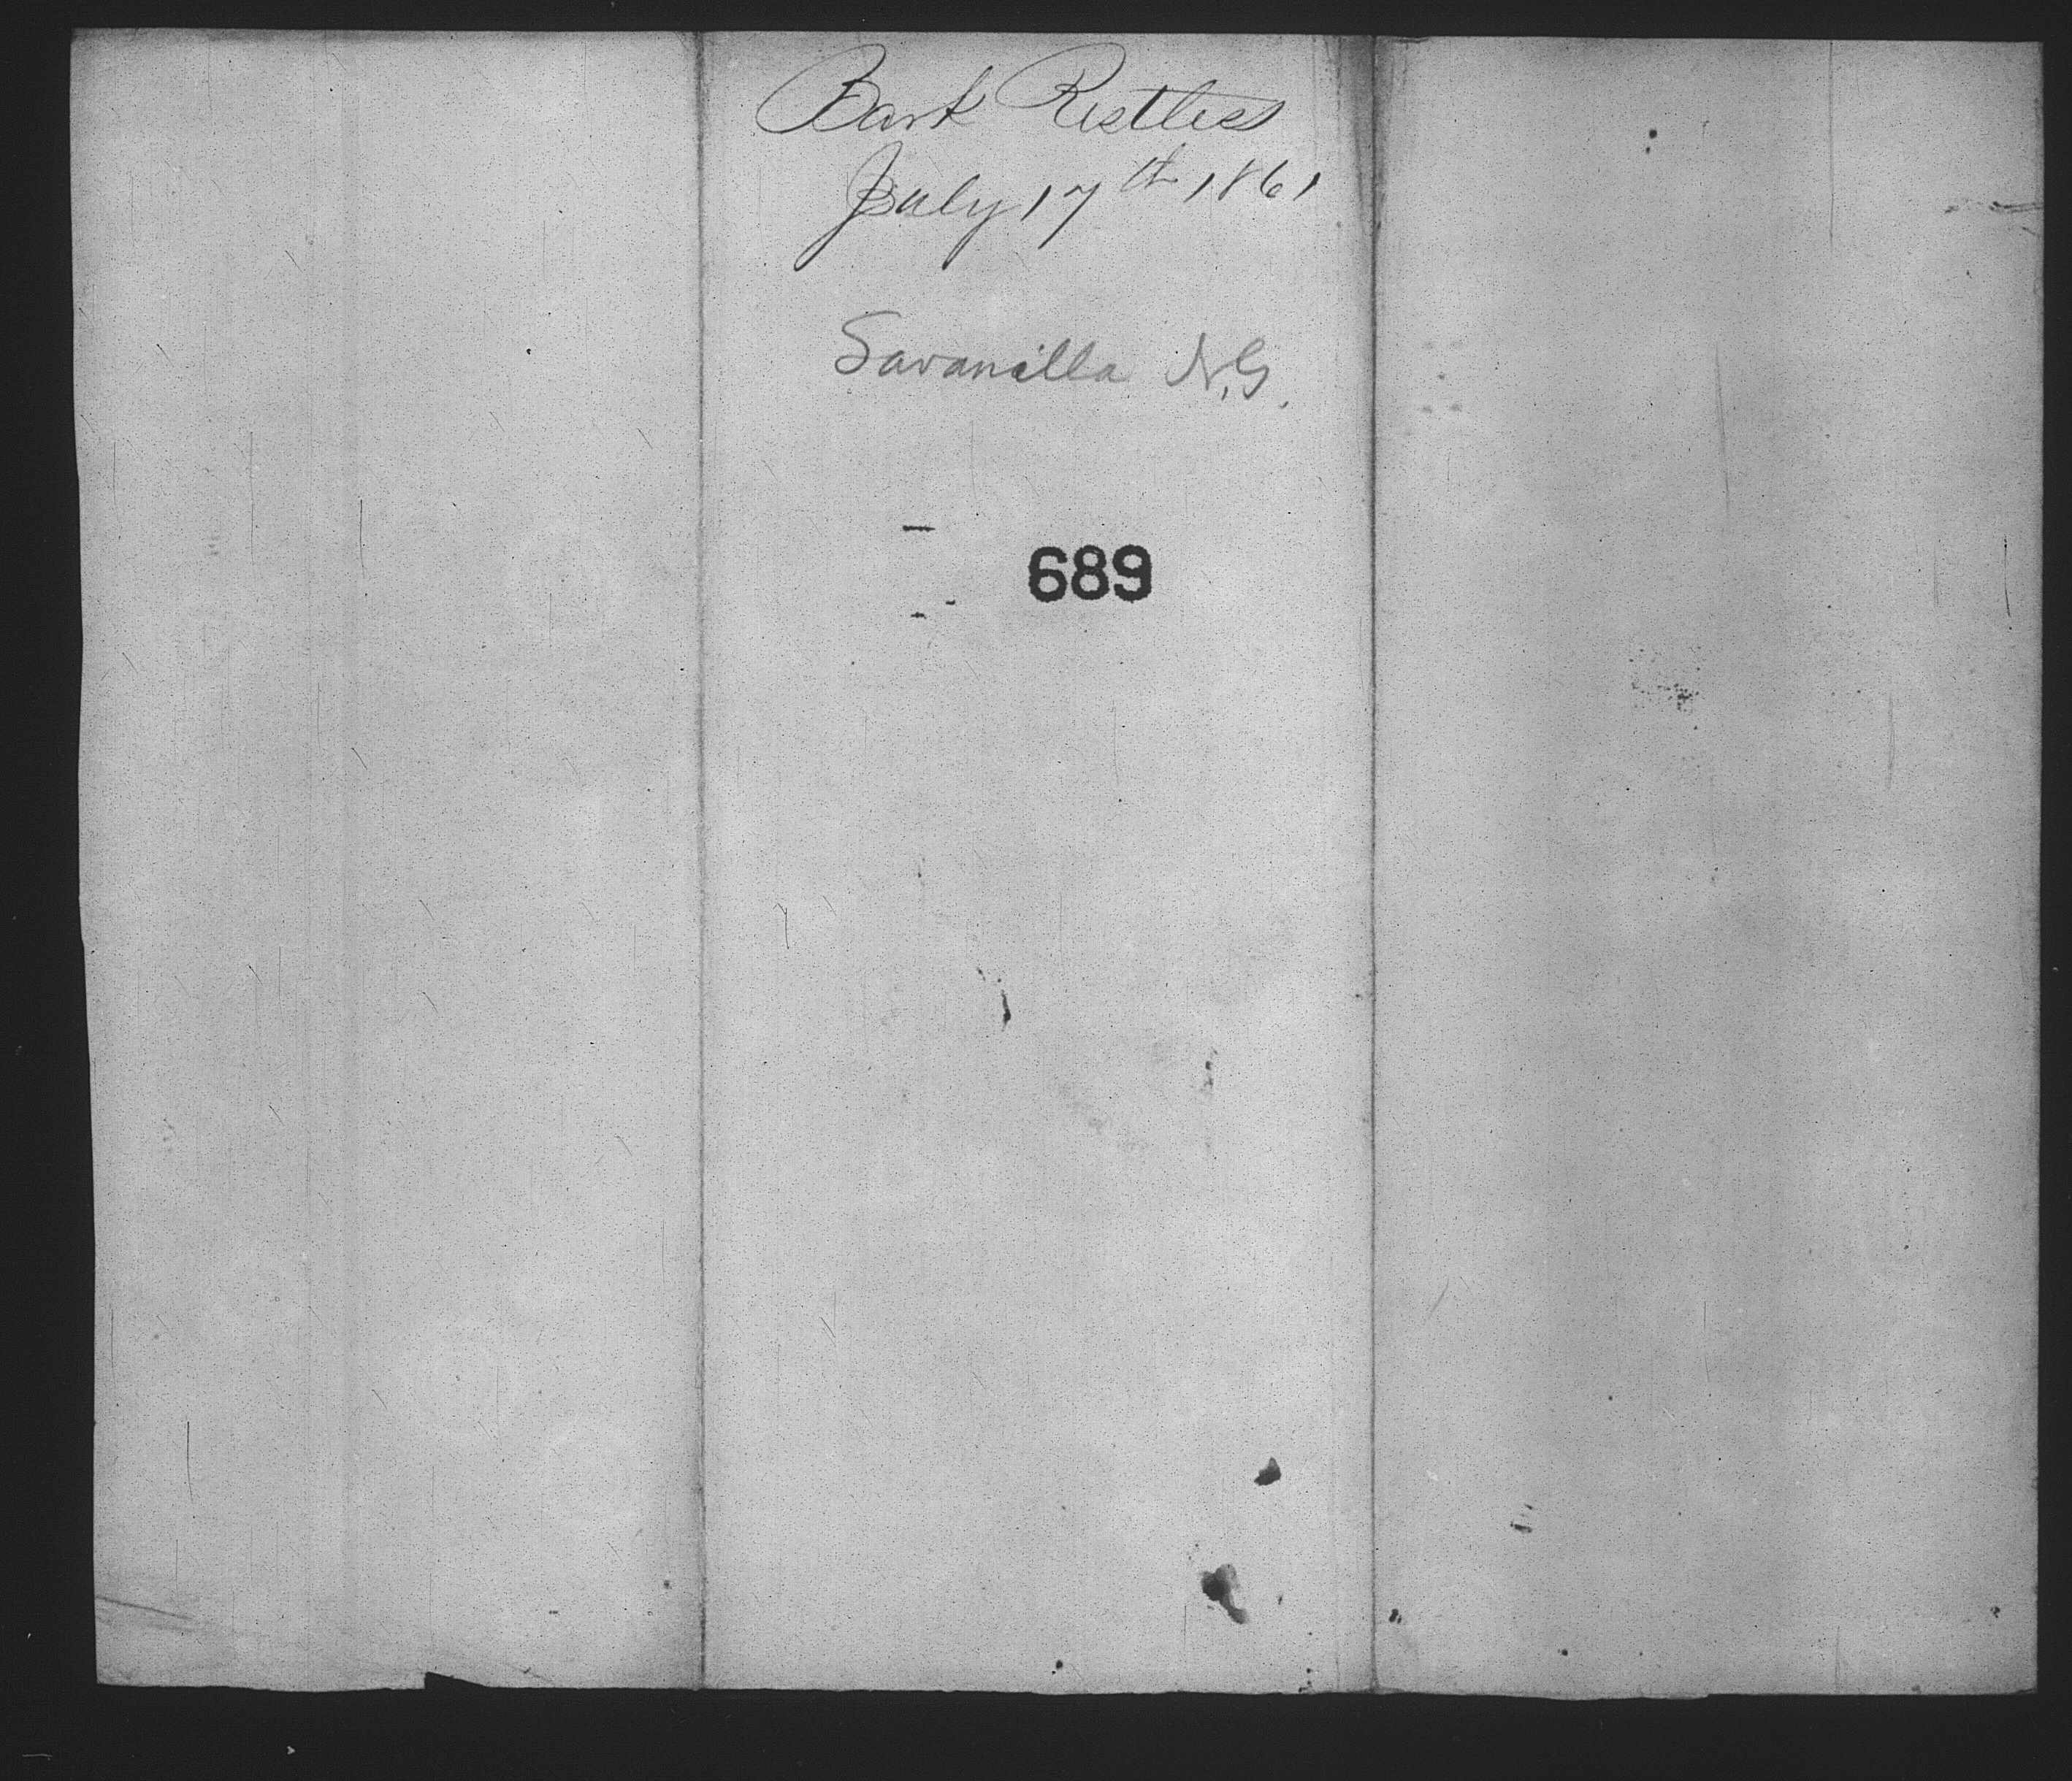 Bark Restless
July 17th 1861
Savanilla N.G.
689